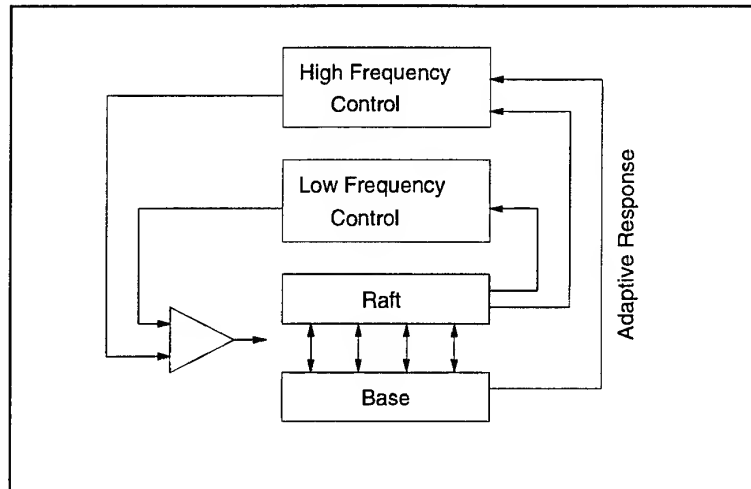 High Frequency
Control
Low Frequency
Control
Raft
Base
Adaptive Response